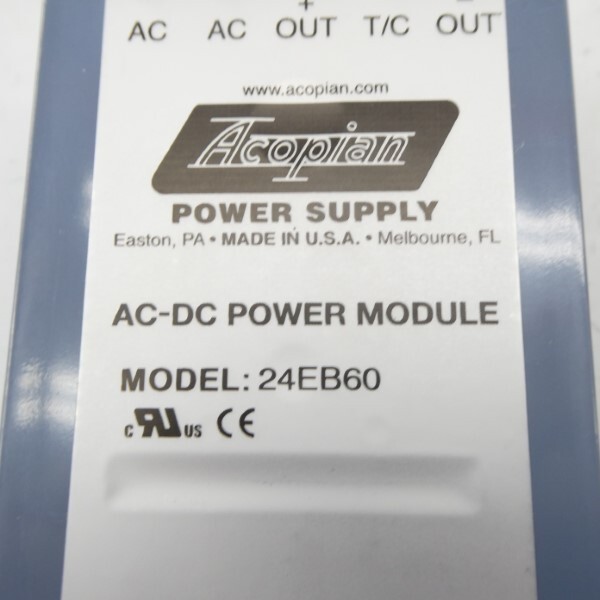 + −
AC AC OUT T/C OUT
www.acopian.com
Acopian
POWER SUPPLY
Easton, PA • MADE IN U.S.A. • Melbourne, FL
AC-DC POWER MODULE
MODEL: 24EB60
c RU US CE